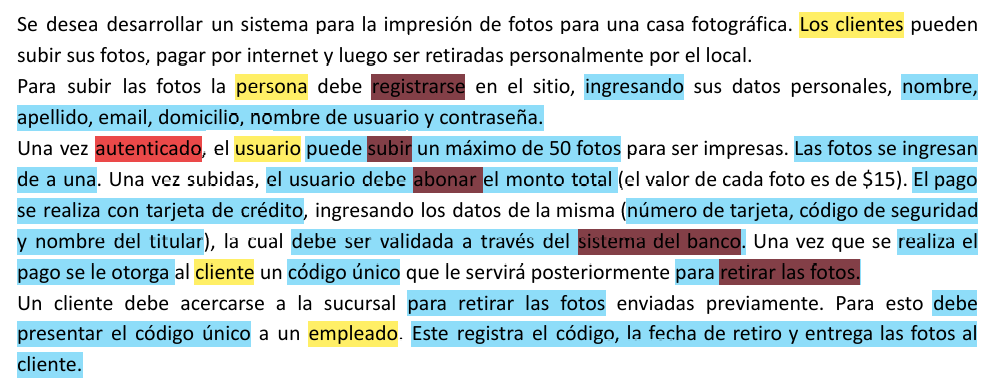 Se desea desarrollar un sistema para la impresión de fotos para una casa fotográfica. Los clientes pueden
subir sus fotos, pagar por internet y luego ser retiradas personalmente por el local.
Para subir las fotos la persona debe registrarse en el sitio, ingresando sus datos personales, nombre,
apellido, email, domicilio, nombre de usuario y contraseña.
Una vez autenticado, el usuario puede subir un máximo de 50 fotos para ser impresas. Las fotos se ingresan
de a una. Una vez subidas, el usuario debe abonar el monto total (el valor de cada foto es de $15). El pago
se realiza con tarjeta de crédito, ingresando los datos de la misma (número de tarjeta, código de seguridad
y nombre del titular), la cual debe ser validada a través del sistema del banco. Una vez que se realiza el
pago se le otorga al cliente un código único que le servirá posteriormente para retirar las fotos.
Un cliente debe acercarse a la sucursal para retirar las fotos enviadas previamente. Para esto debe
presentar el código único a un empleado. Este registra el código, la fecha de retiro y entrega las fotos al
cliente.